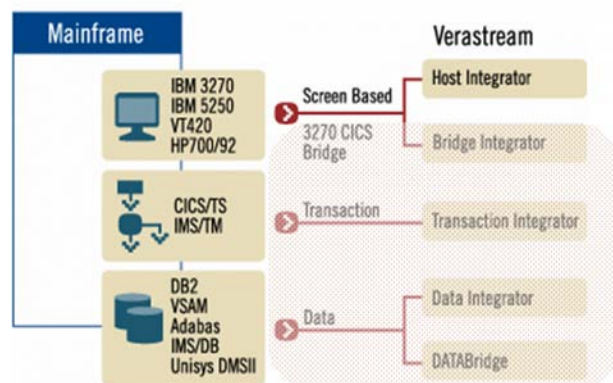 Mainframe
Verastream
IBM 3270
IBM 5250
VT420
HP700/92
Screen Based
3270 CICS
Bridge
Host Integrator
Bridge Integrator
CICS/TS
IMS/TM
Transaction
Transaction Integrator
DB2
VSAM
Adabas
IMS/DB
Unisys DMSII
Data
Data Integrator
DATABridge